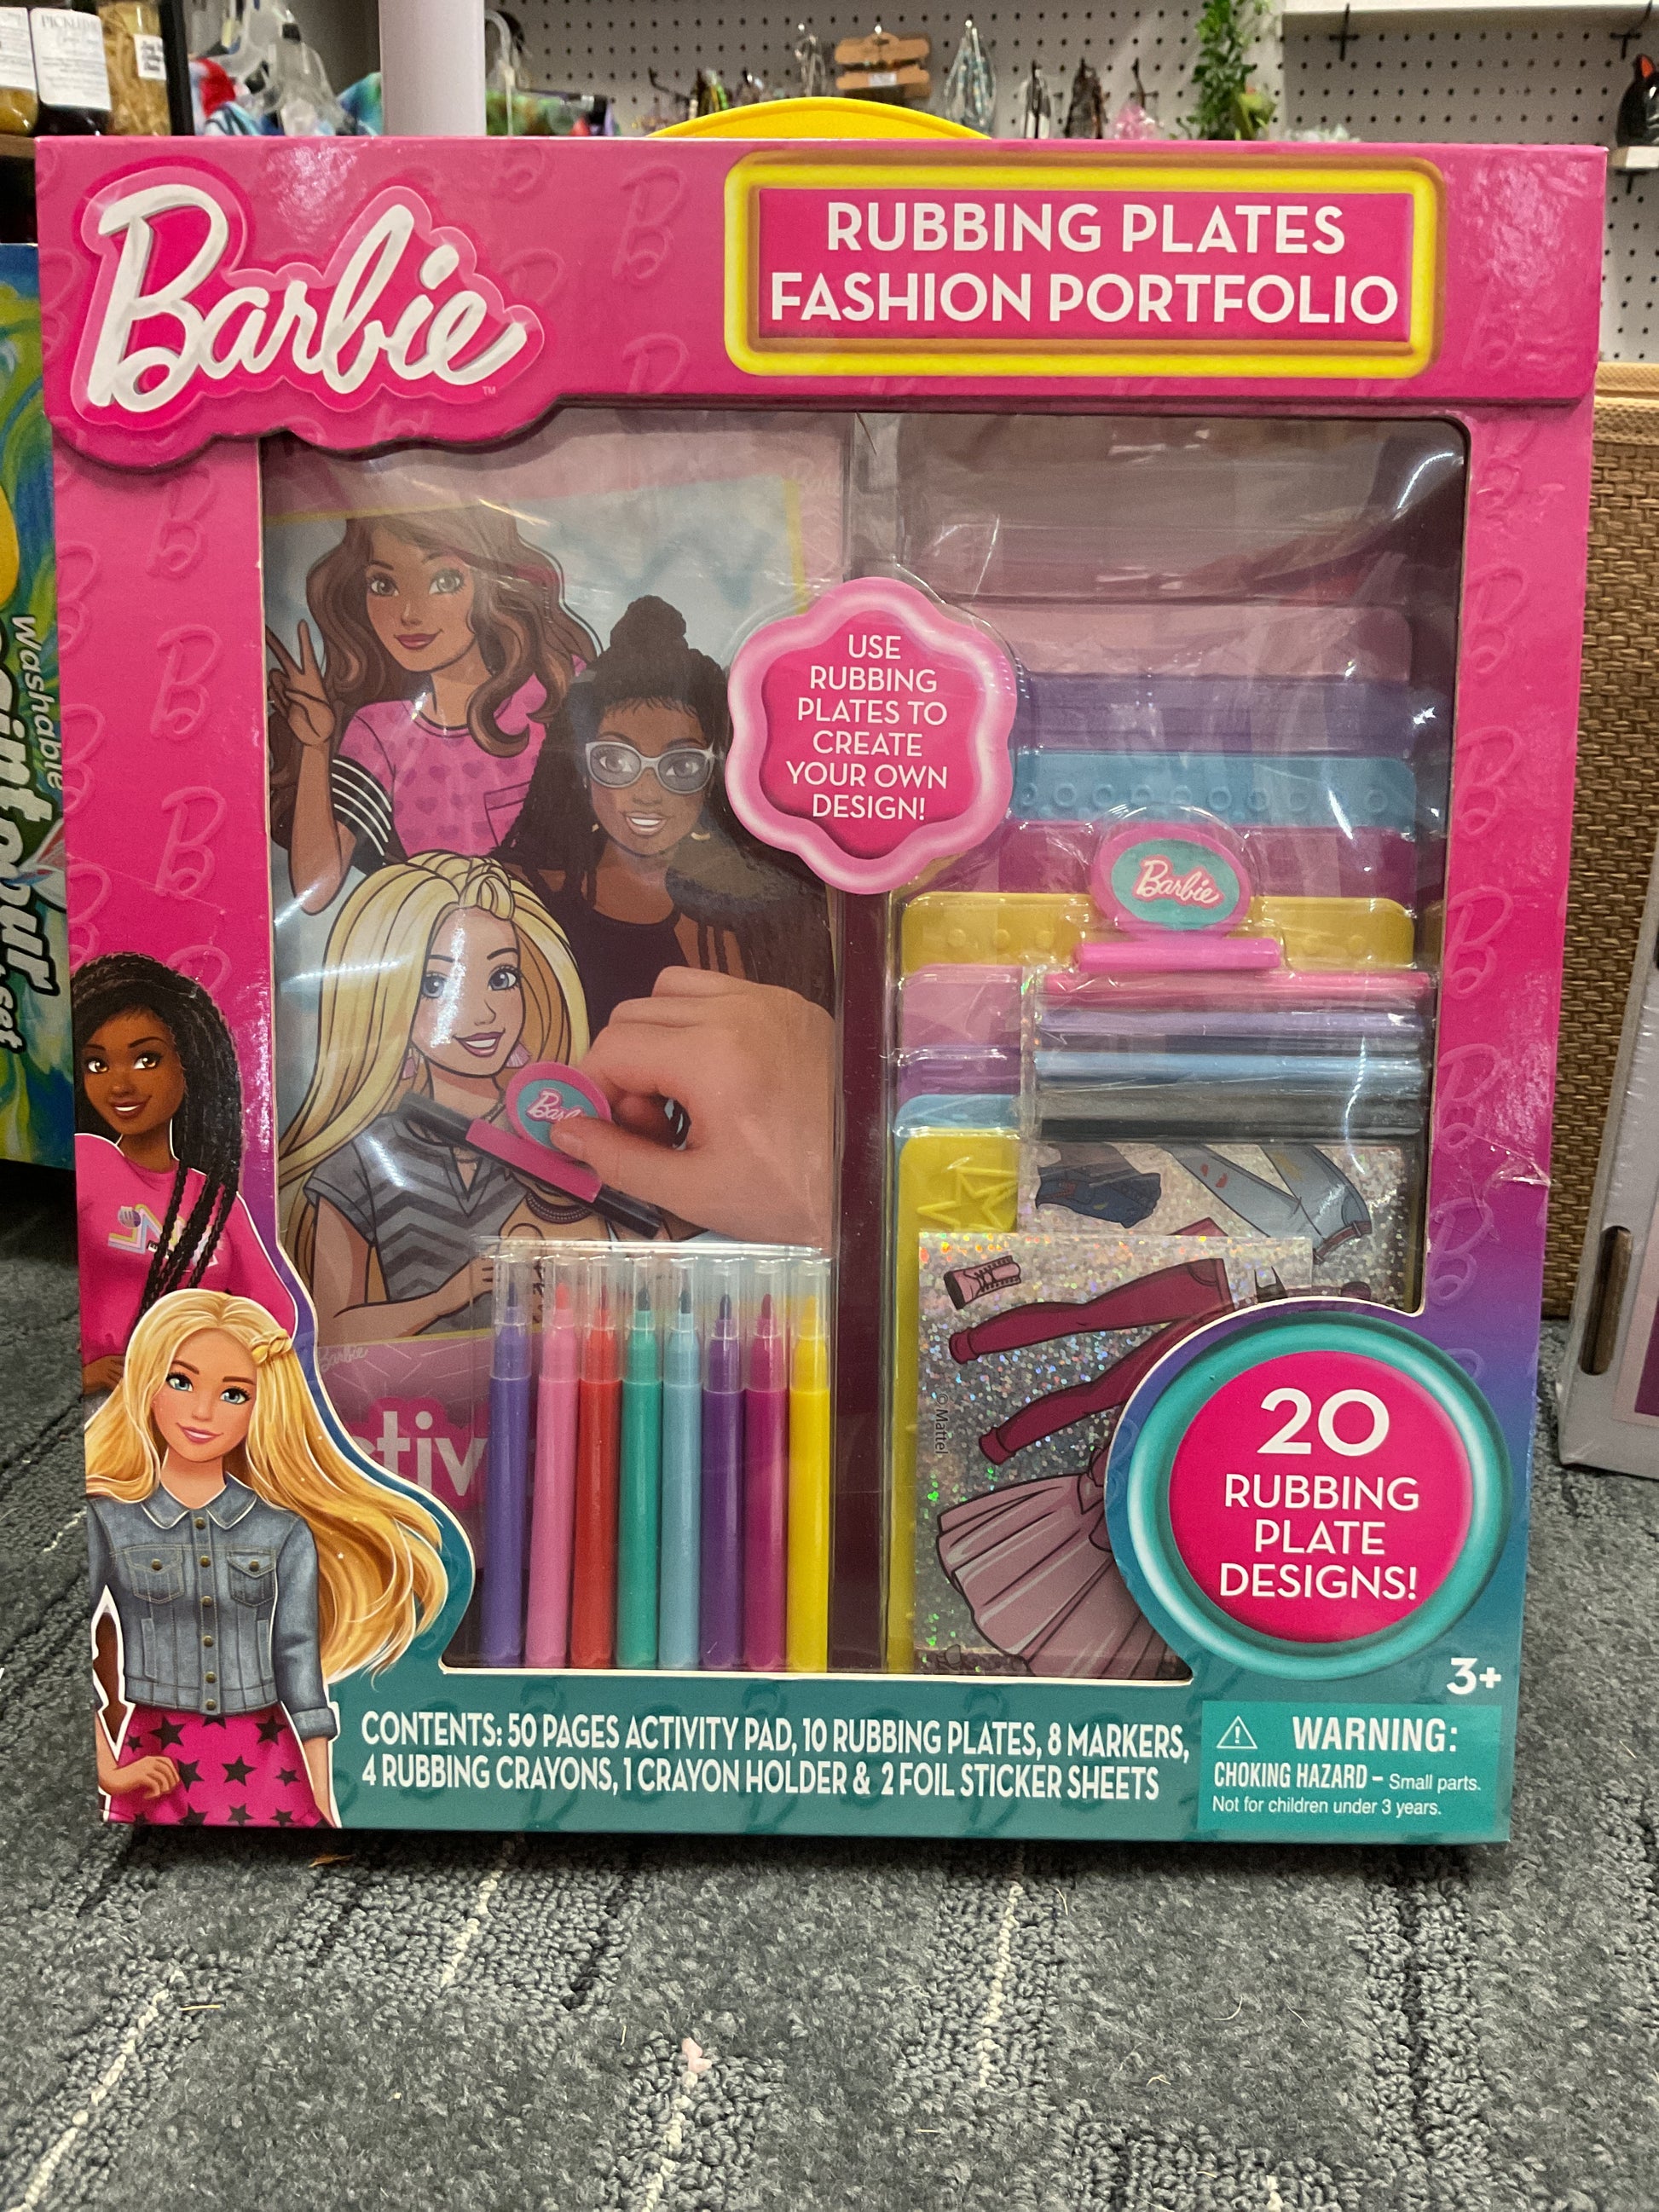 Barbie™
RUBBING PLATES
FASHION PORTFOLIO
USE
RUBBING
PLATES TO
CREATE
YOUR OWN
DESIGN!
Barbie
Barbie
washable
© Mattel
20
RUBBING
PLATE
DESIGNS!
3+
CONTENTS: 50 PAGES ACTIVITY PAD, 10 RUBBING PLATES, 8 MARKERS,
4 RUBBING CRAYONS, 1 CRAYON HOLDER & 2 FOIL STICKER SHEETS
WARNING:
CHOKING HAZARD – Small parts.
Not for children under 3 years.